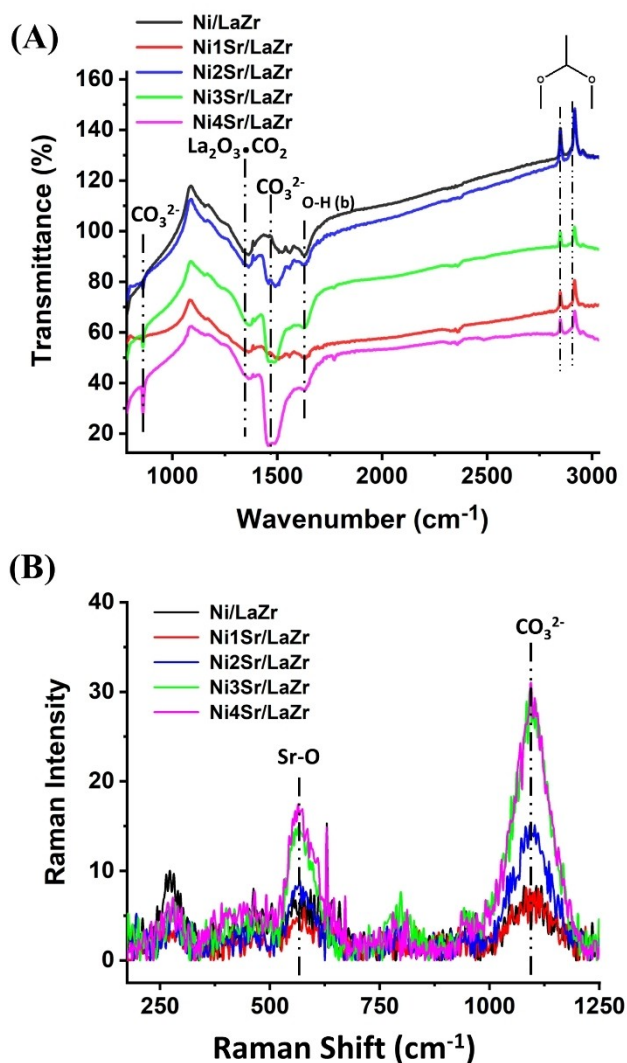 (A)
Ni/LaZr
Ni1Sr/LaZr
Ni2Sr/LaZr
Ni3Sr/LaZr
Ni4Sr/LaZr
La₂O₃•CO₂
CO₃²⁻
CO₃²⁻
O-H (b)
O
O
160
140
120
100
80
60
40
20
Transmittance (%)
1000 1500 2000 2500 3000
Wavenumber (cm⁻¹)
(B)
Ni/LaZr
Ni1Sr/LaZr
Ni2Sr/LaZr
Ni3Sr/LaZr
Ni4Sr/LaZr
Sr-O
CO₃²⁻
40
30
20
10
0
Raman Intensity
250 500 750 1000 1250
Raman Shift (cm⁻¹)